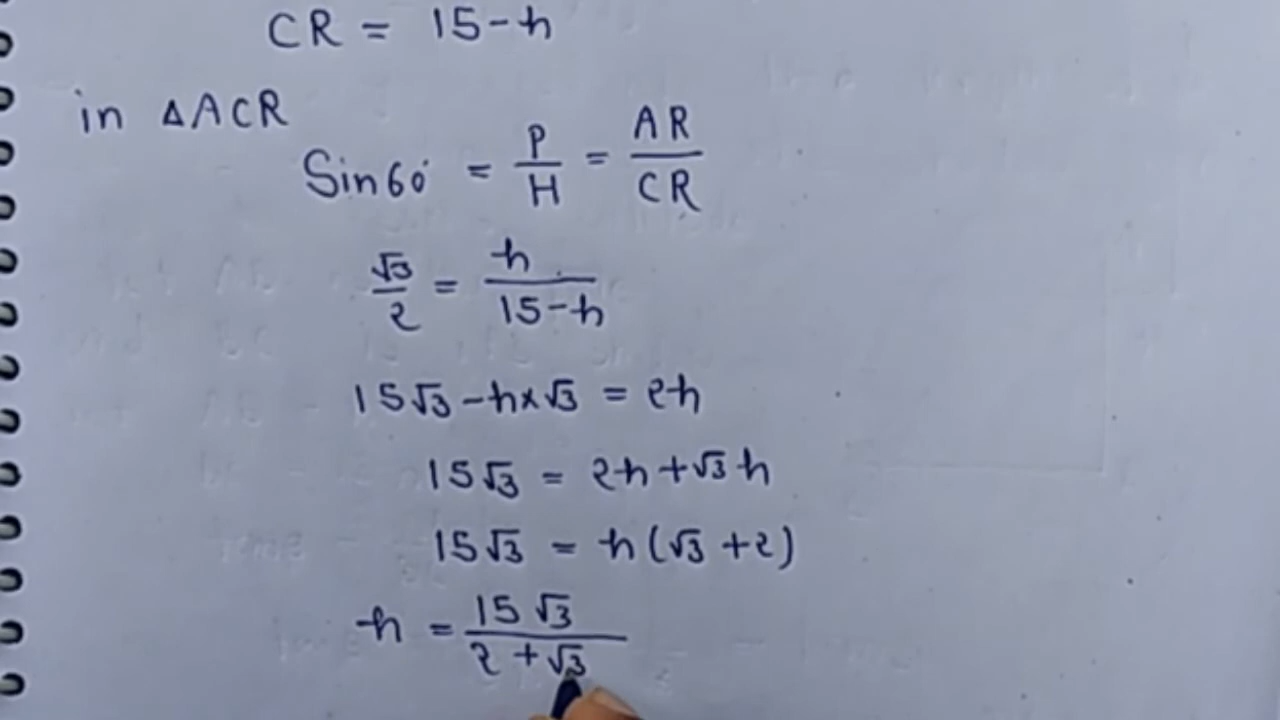 CR = 15-h
in ΔACR
Sin60° = P/H = AR/CR
√3/2 = h/15-h
15√3-h×√3 = 2h
15√3 = 2h+√3h
15√3 = h(√3+2)
h = 15√3/2+√3